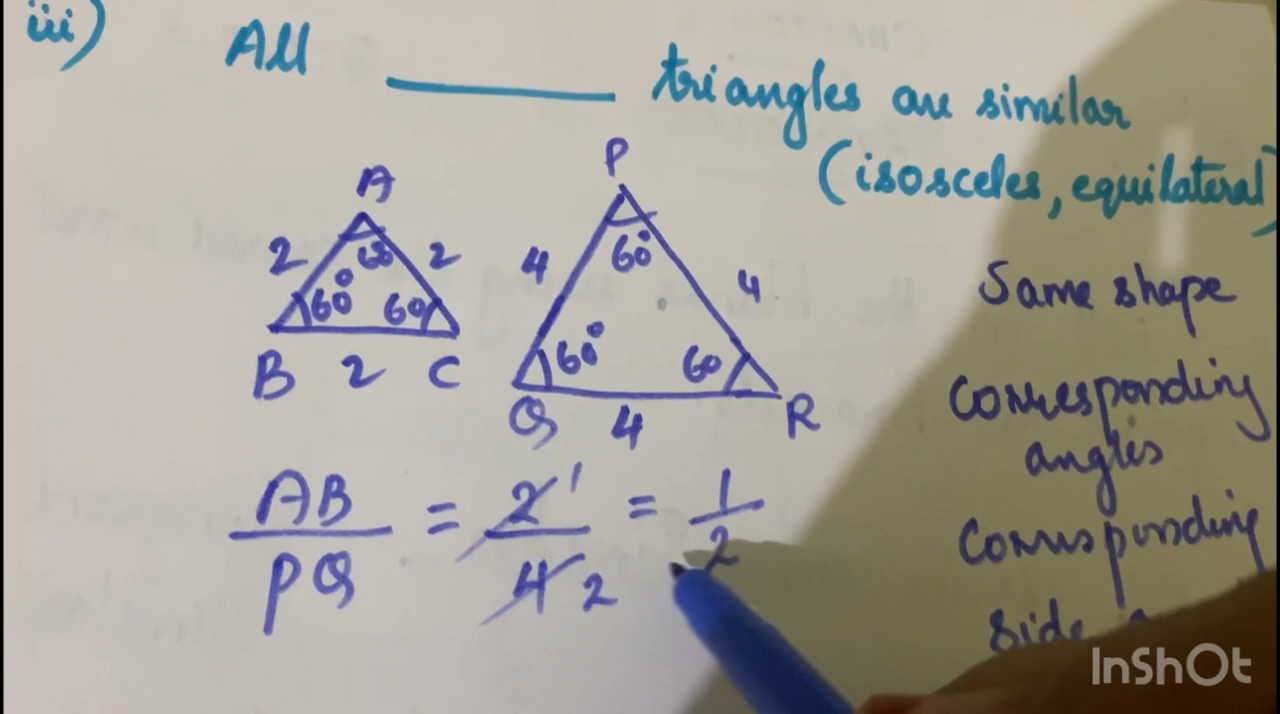 iii) All ________ triangles are similar
(isosceles, equilateral)
A
P
2 60° 2
60° 60
B 2 C
4 60° 4
60° 60
Q 4 R
Same shape
Corresponding
angles
Corresponding
side
AB/PQ = 2/4 = 1/2
1
2
InShOt